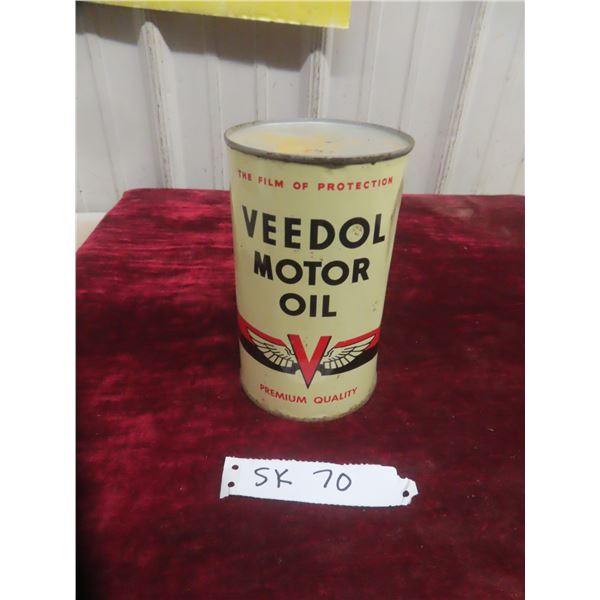 THE FILM OF PROTECTION
VEEDOL
MOTOR
OIL
V
PREMIUM QUALITY
SK 70